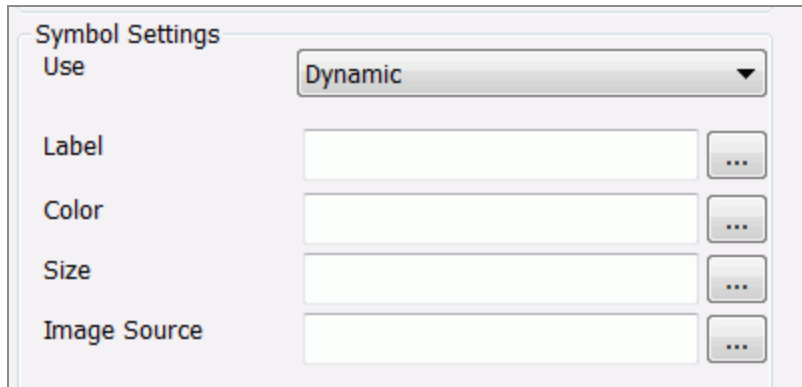 Symbol Settings
Use Dynamic
Label ...
Color ...
Size ...
Image Source ...